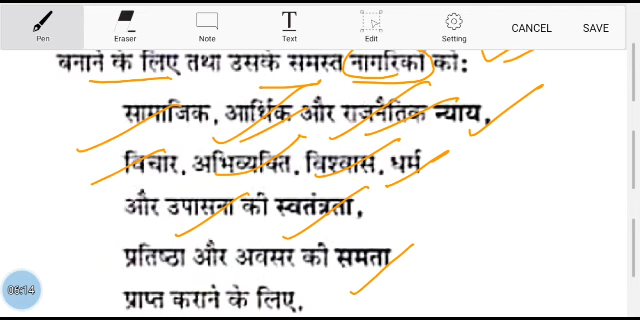 Pen Eraser Note Text Edit Setting CANCEL SAVE
बनाने के लिए तथा उसके समस्त नागरिकों को:
सामाजिक, आर्थिक और राजनैतिक न्याय,
विचार, अभिव्यक्ति, विश्वास, धर्म
और उपासना की स्वतंत्रता,
प्रतिष्ठा और अवसर की समता
06:14
प्राप्त कराने के लिए,